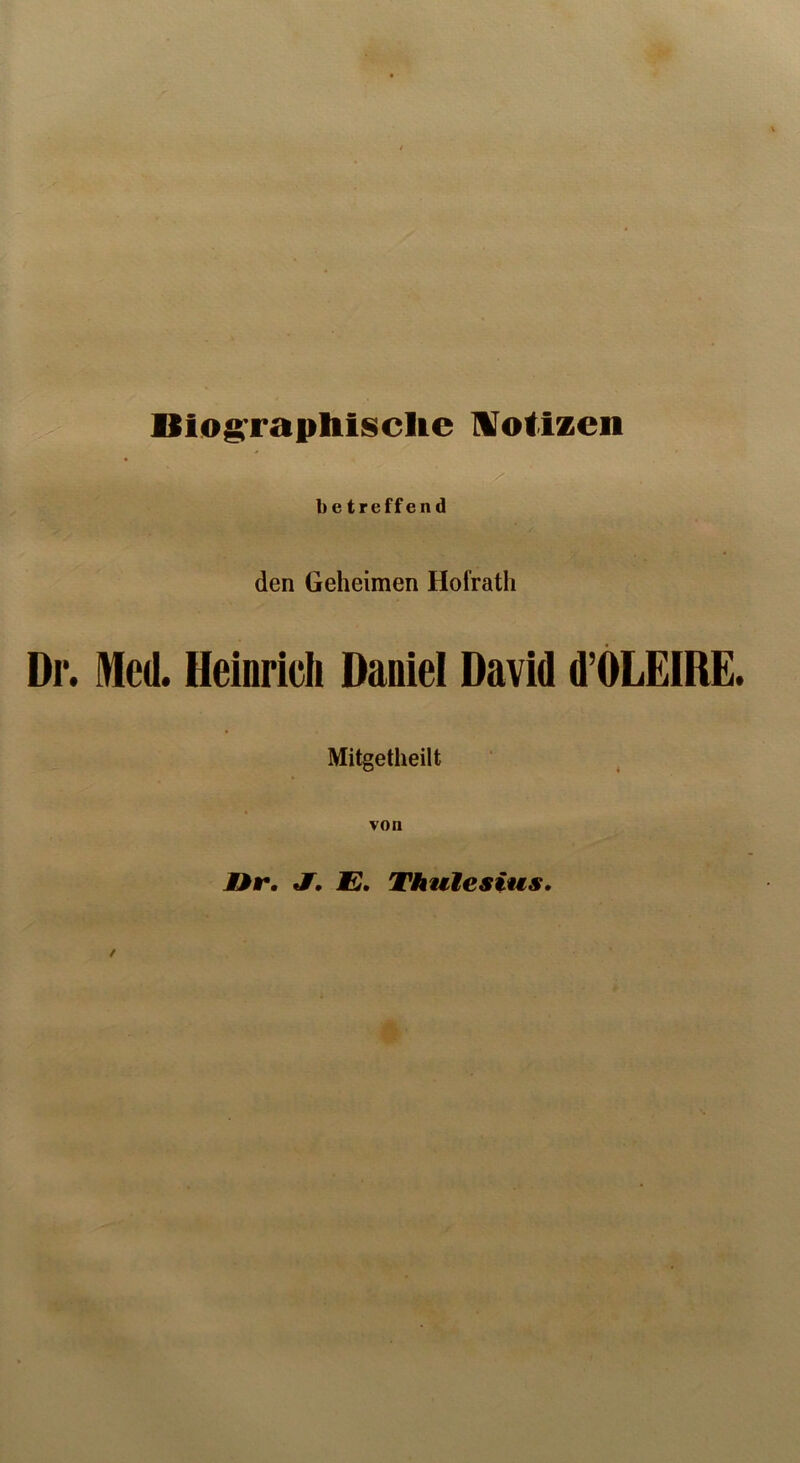 Biographische Notizen
betreffend
den Geheimen Hofrath
Dr. Med. Heinrich Daniel David d'OLEIRE.
Mitgetheilt
von
Dr. J. E. Thulesius.